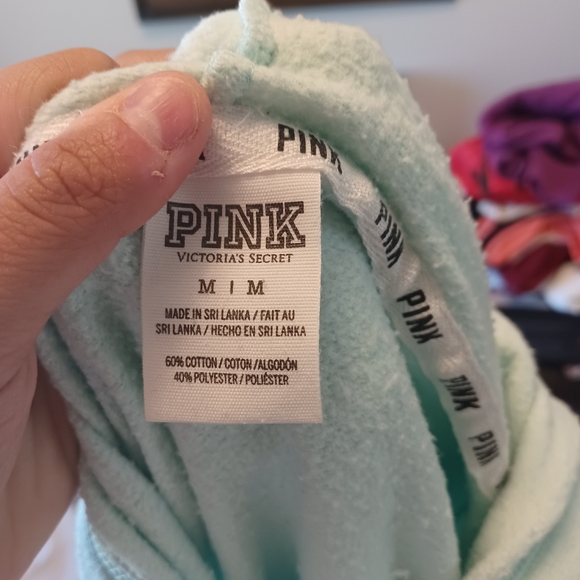 PINK
PINK
VICTORIA'S SECRET
M | M
MADE IN SRI LANKA / FAIT AU
SRI LANKA / HECHO EN SRI LANKA
60% COTTON / COTON /ALGODÓN
40% POLYESTER / POLIÉSTER
PINK
PINK
PINK
PINK